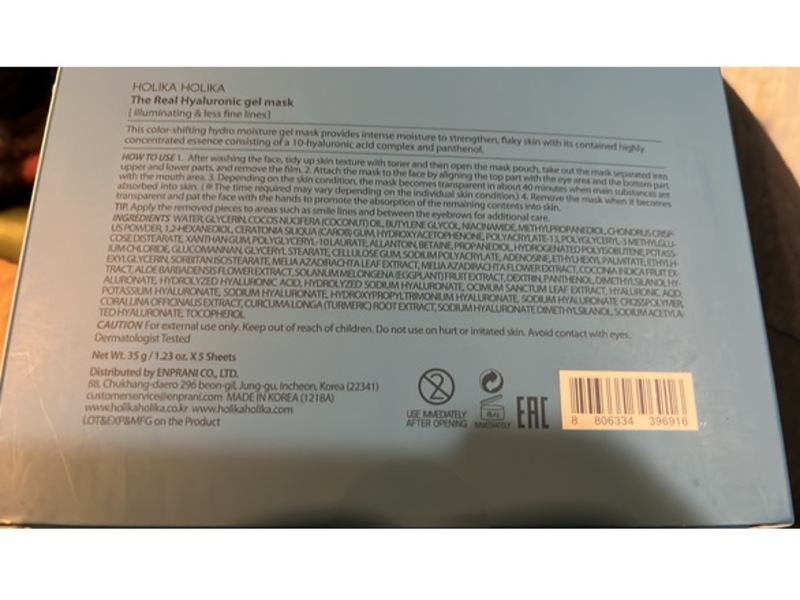 HOLIKA HOLIKA
The Real Hyaluronic gel mask
[ illuminating & less fine lines ]
This color-shifting hydro moisture gel mask provides intense moisture to strengthen, flaky skin with its contained highly
concentrated essence consisting of a 10-hyaluronic acid complex and panthenol.
HOW TO USE 1. After washing the face, tidy up skin texture with toner and then open the mask pouch, take out the mask separated into
upper and lower parts, and remove the film. 2. Attach the mask to the face by aligning the top part with the eye area and the bottom part
with the mouth area. 3. Depending on the skin condition, the mask becomes transparent in about 40 minutes when main substances are
absorbed into skin. (※The time required may vary depending on the individual skin condition.) 4. Remove the mask when it becomes
transparent and pat the face with the hands to promote the absorption of the remaining contents into skin.
TIP. Apply the removed pieces to areas such as smile lines and between the eyebrows for additional care.
INGREDIENTS WATER, GLYCERIN, COCOS NUCIFERA (COCONUT) OIL, BUTYLENE GLYCOL, NIACINAMIDE, METHYLPROPANEDIOL, CHONDRUS CRISP-
US POWDER, 1,2-HEXANEDIOL, CERATONIA SILIQUA (CAROB) GUM, HYDROXYACETOPHENONE, POLYACRYLATE-13, POLYGLYCERYL-3 METHYLGLU-
COSE DISTEARATE, XANTHAN GUM, POLYGLYCERYL-10 LAURATE, ALLANTOIN, BETAINE, PROPANEDIOL, HYDROGENATED POLYISOBUTENE, POTASS-
IUM CHLORIDE, GLUCOMANNAN, GLYCERYL STEARATE, CELLULOSE GUM, SODIUM POLYACRYLATE, ADENOSINE, ETHYLHEXYL PALMITATE, ETHYLH-
EXYLGLYCERIN, SORBITAN ISOSTEARATE, MELIA AZADIRACHTA LEAF EXTRACT, MELIA AZADIRACHTA FLOWER EXTRACT, COCCINIA INDICA FRUIT EX-
TRACT, ALOE BARBADENSIS FLOWER EXTRACT, SOLANUM MELONGENA (EGGPLANT) FRUIT EXTRACT, DEXTRIN, PANTHENOL, DIMETHYLSILANOL HY-
ALURONATE, HYDROLYZED HYALURONIC ACID, HYDROLYZED SODIUM HYALURONATE, OCIMUM SANCTUM LEAF EXTRACT, HYALURONIC ACID,
POTASSIUM HYALURONATE, SODIUM HYALURONATE, HYDROXYPROPYLTRIMONIUM HYALURONATE, SODIUM HYALURONATE CROSSPOLYMER,
CORALLINA OFFICINALIS EXTRACT, CURCUMA LONGA (TURMERIC) ROOT EXTRACT, SODIUM HYALURONATE DIMETHYLSILANOL, SODIUM ACETYLA-
TED HYALURONATE, TOCOPHEROL
CAUTION For external use only. Keep out of reach of children. Do not use on hurt or irritated skin. Avoid contact with eyes.
Dermatologist Tested
Net Wt. 35 g / 1.23 oz. X 5 Sheets
Distributed by ENPRANI CO., LTD.
88, Chukhang-daero 296 beon-gil, Jung-gu, Incheon, Korea (22341)
customerservice@enprani.com MADE IN KOREA (1218A)
www.holikaholika.co.kr www.holikaholika.com
LOT&EXP&MFG on the Product
2
USE IMMEDIATELY
AFTER OPENING
IMMEDIATELY
EAC
8 806334 396916